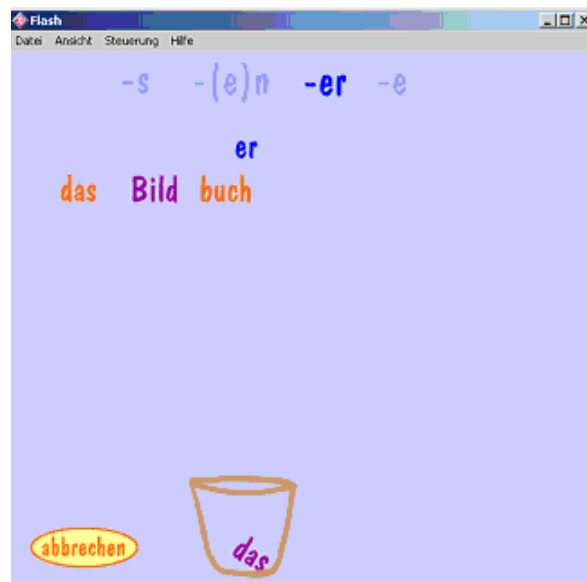 Flash
Datei Ansicht Steuerung Hilfe
-s -(e)n -er -e
er
das Bild buch
das
abbrechen